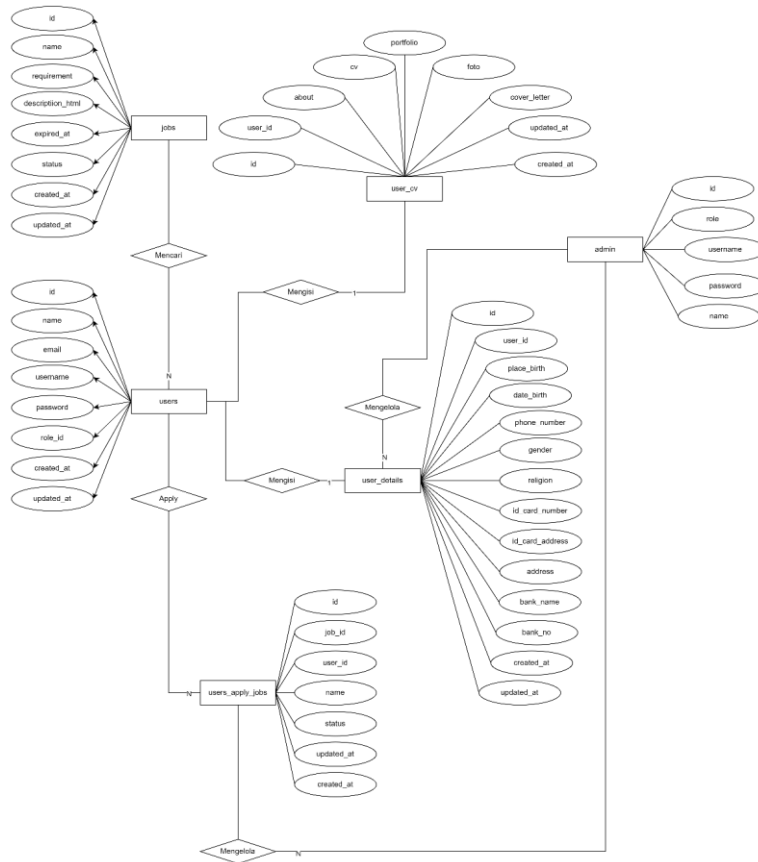 id
name
requirement
descriptiion_html
expired_at
status
created_at
updated_at
jobs
portfolio
cv
foto
about
cover_letter
user_id
updated_at
id
created_at
user_cv
id
role
username
password
name
admin
Mencari
N
id
name
email
username
password
role_id
created_at
updated_at
users
Mengisi
1
Mengisi
1
Mengelola
N
id
user_id
place_birth
date_birth
phone_number
gender
religion
id_card_number
id_card_address
address
bank_name
bank_no
created_at
updated_at
user_details
Apply
N
id
job_id
user_id
name
status
updated_at
created_at
users_apply_jobs
Mengelola
N